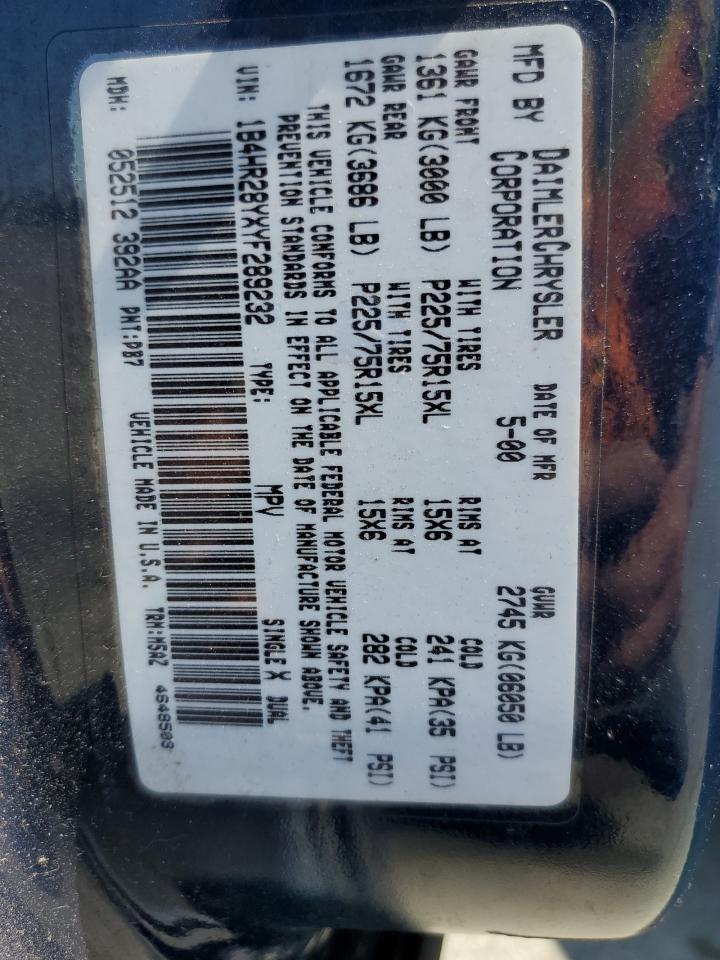 MFD BY DAIMLERCHRYSLER CORPORATION DATE OF MFR 5-00 GVWR 2745 KG(06050 LB)
GAWR FRONT WITH TIRES RIMS AT COLD
1361 KG(3000 LB) P225/75R15XL 15X6 241 KPA(35 PSI)
GAWR REAR WITH TIRES RIMS AT COLD
1672 KG(3686 LB) P225/75R15XL 15X6 282 KPA(41 PSI)
THIS VEHICLE CONFORMS TO ALL APPLICABLE FEDERAL MOTOR VEHICLE SAFETY AND THEFT
PREVENTION STANDARDS IN EFFECT ON THE DATE OF MANUFACTURE SHOWN ABOVE.
VIN: 1B4HR28YXYF289232 TYPE: MPV SINGLE X DUAL
MDH: 052512 392AA PNT:PB7 VEHICLE MADE IN U.S.A. TRM:M5AZ